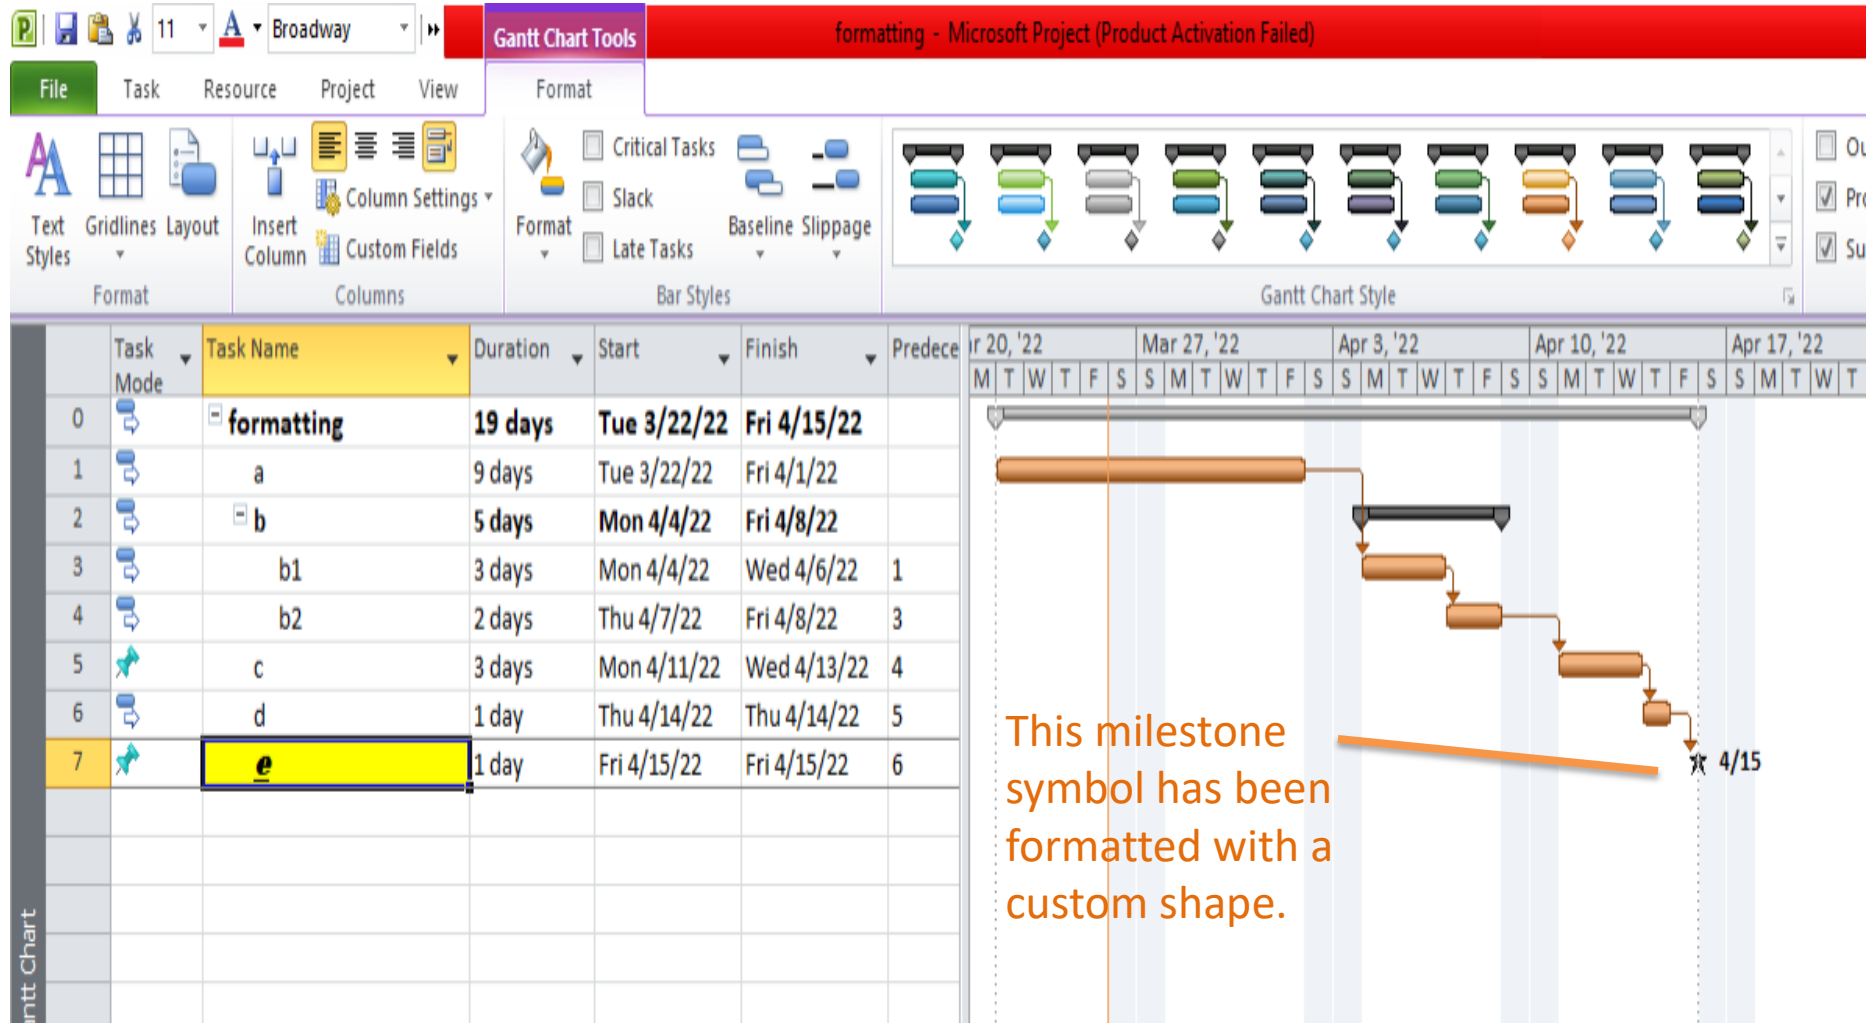 11 Broadway
Gantt Chart Tools
formatting - Microsoft Project (Product Activation Failed)
File Task Resource Project View Format
Text Styles
Gridlines
Layout
Format
Insert Column
Column Settings
Custom Fields
Columns
Format
Critical Tasks
Slack
Late Tasks
Baseline
Slippage
Bar Styles
Gantt Chart Style
Ou
Pro
Su
Task Mode Task Name Duration Start Finish Predece
0 formatting 19 days Tue 3/22/22 Fri 4/15/22
1 a 9 days Tue 3/22/22 Fri 4/1/22
2 b 5 days Mon 4/4/22 Fri 4/8/22
3 b1 3 days Mon 4/4/22 Wed 4/6/22 1
4 b2 2 days Thu 4/7/22 Fri 4/8/22 3
5 c 3 days Mon 4/11/22 Wed 4/13/22 4
6 d 1 day Thu 4/14/22 Thu 4/14/22 5
7 e 1 day Fri 4/15/22 Fri 4/15/22 6
r 20, '22 Mar 27, '22 Apr 3, '22 Apr 10, '22 Apr 17, '22
M T W T F S S M T W T F S S M T W T F S S M T W T F S S M T W T
This milestone
symbol has been
formatted with a
custom shape.
4/15
antt Chart